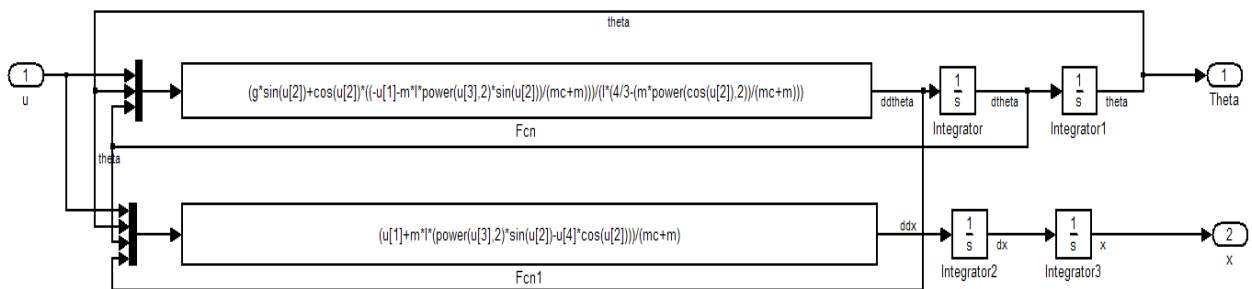 theta
1
u
(g*sin(u[2])+cos(u[2])*((-u[1]-m*l*power(u[3],2)*sin(u[2]))/(mc+m)))/(l*(4/3-(m*power(cos(u[2]),2))/(mc+m)))
Fcn
ddtheta
1
s
Integrator
dtheta
1
s
Integrator1
theta
1
Theta
theta
(u[1]+m*l*(power(u[3],2)*sin(u[2])-u[4]*cos(u[2])))/(mc+m)
Fcn1
ddx
1
s
Integrator2
dx
1
s
Integrator3
x
2
x